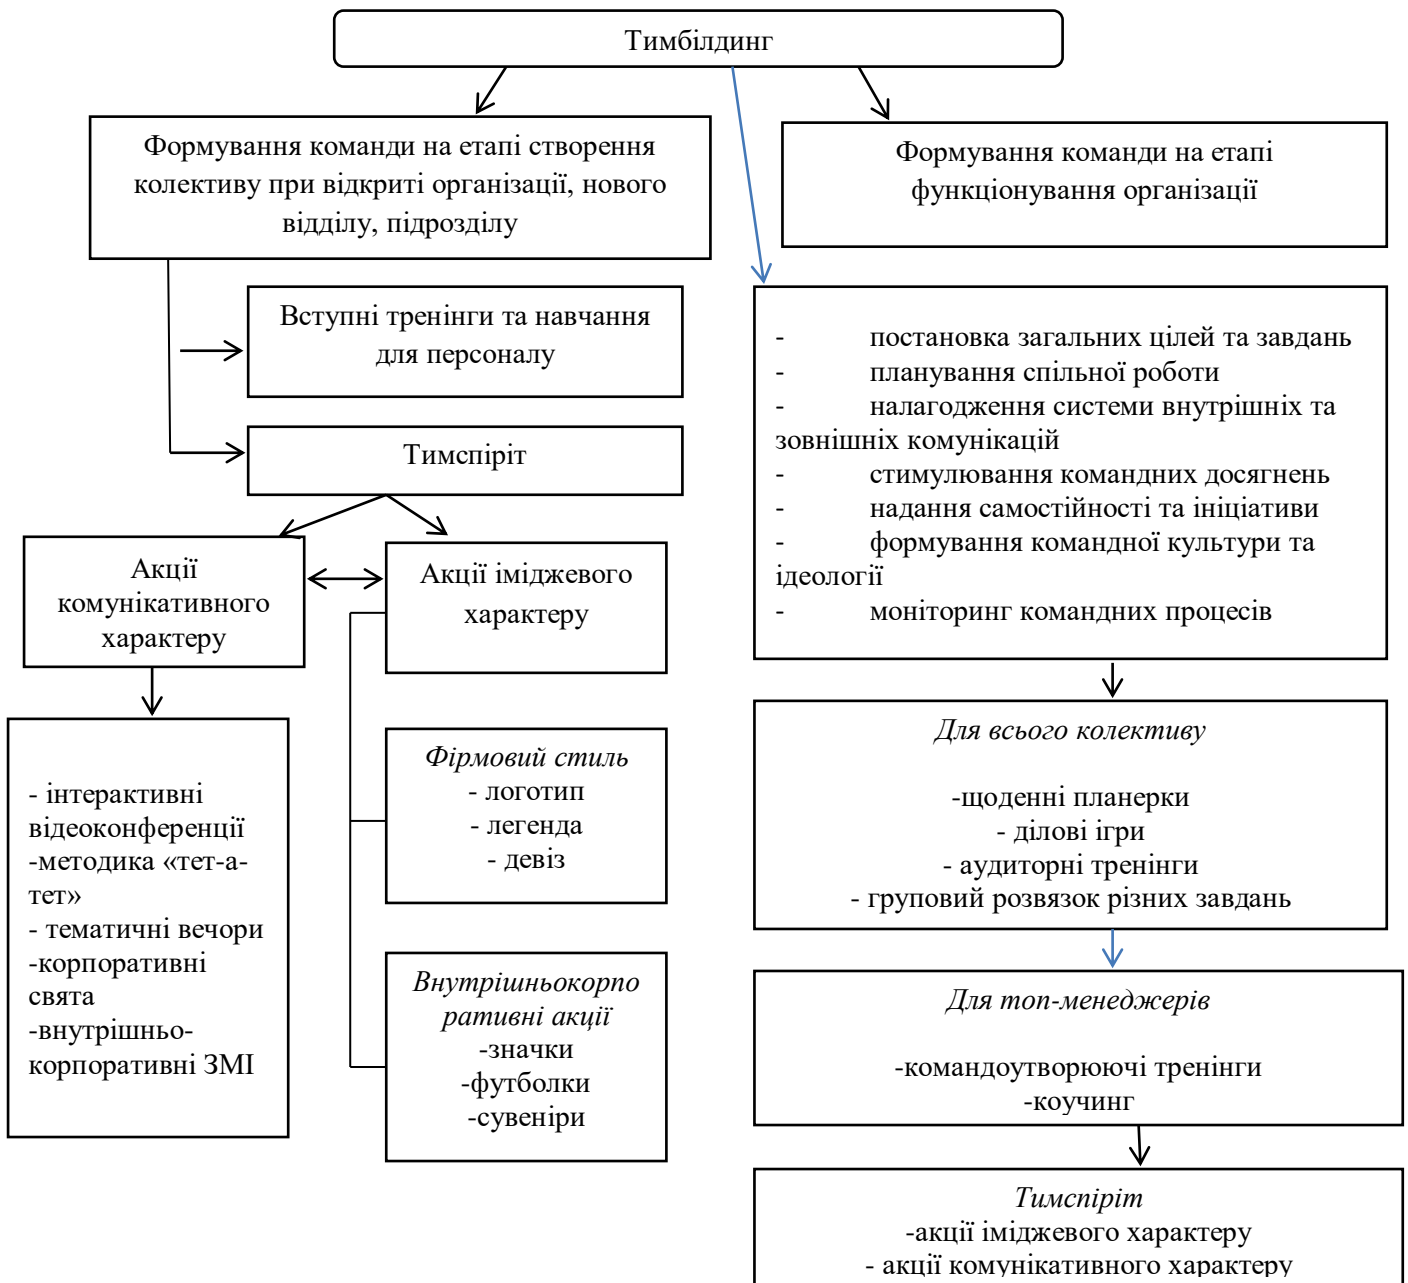 Тимбілдинг
Формування команди на етапі створення
колективу при відкриті організації, нового
відділу, підрозділу
Формування команди на етапі
функціонування організації
Вступні тренінги та навчання
для персоналу
Тимспіріт
Акції
комунікативного
характеру
Акції іміджевого
характеру
- інтерактивні
відеоконференції
-методика «тет-а-
тет»
- тематичні вечори
-корпоративні
свята
-внутрішньо-
корпоративні ЗМІ
Фірмовий стиль
- логотип
- легенда
- девіз
Внутрішньокорпо
ративні акції
-значки
-футболки
-сувеніри
- постановка загальних цілей та завдань
- планування спільної роботи
- налагодження системи внутрішніх та
зовнішніх комунікацій
- стимулювання командних досягнень
- надання самостійності та ініціативи
- формування командної культури та
ідеології
- моніторинг командних процесів
Для всього колективу
-щоденні планерки
- ділові ігри
- аудиторні тренінги
- груповий розвязок різних завдань
Для топ-менеджерів
-командоутворюючі тренінги
-коучинг
Тимспіріт
-акції іміджевого характеру
- акції комунікативного характеру